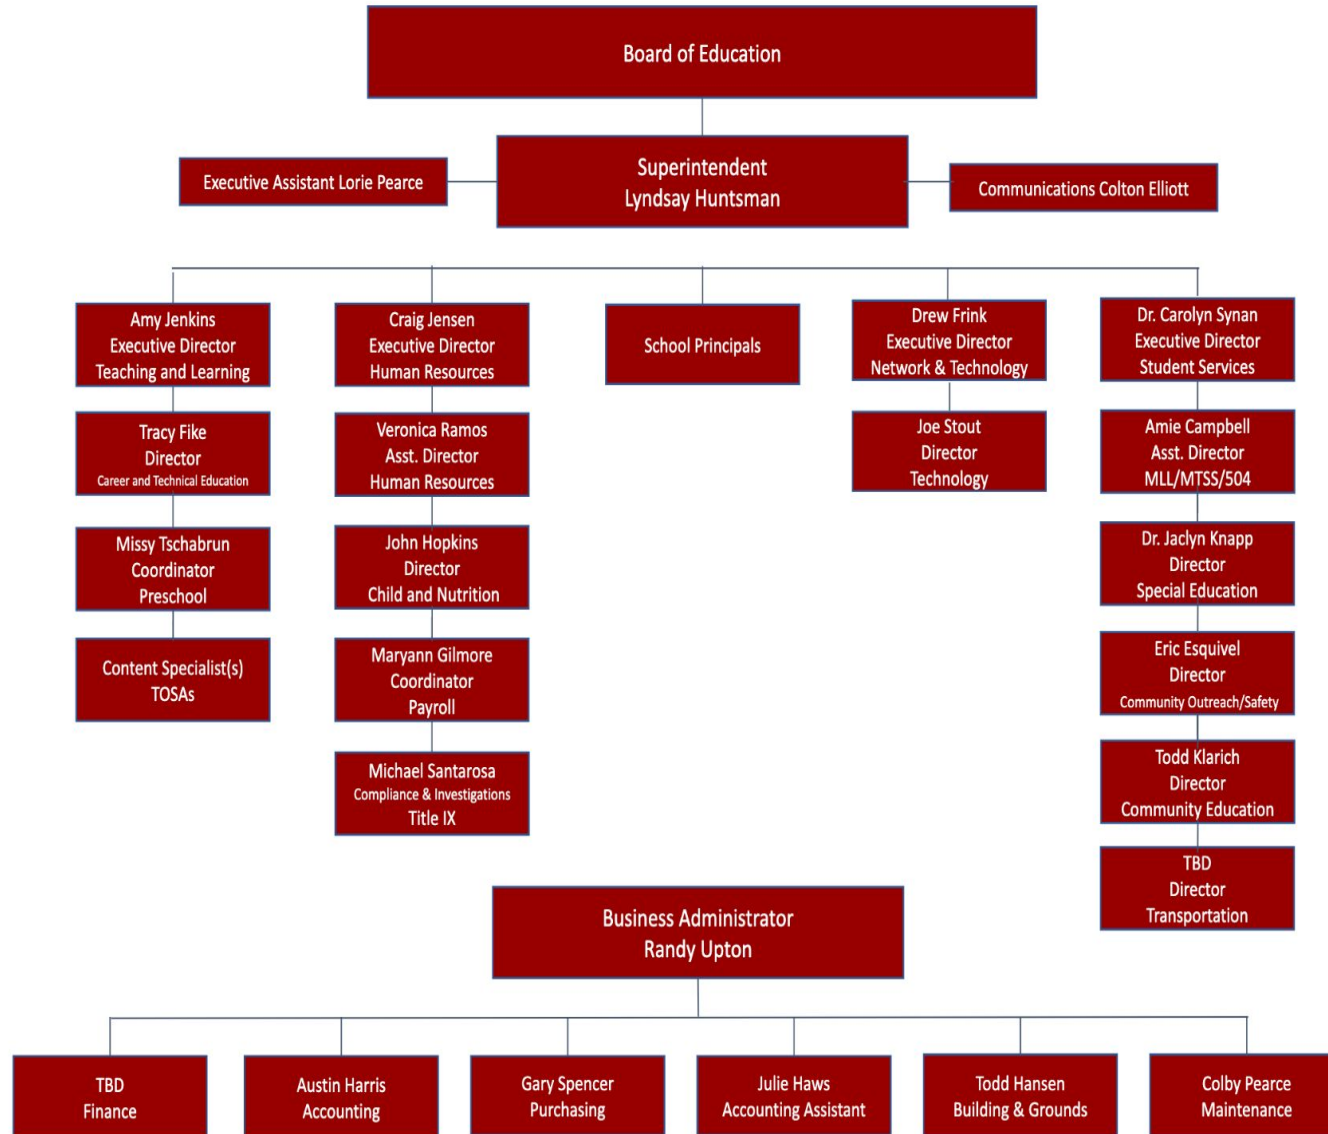 Board of Education
Superintendent
Lyndsay Huntsman
Executive Assistant Lorie Pearce
Communications Colton Elliott
Amy Jenkins
Executive Director
Teaching and Learning
Tracy Fike
Director
Career and Technical Education
Missy Tschabrun
Coordinator
Preschool
Content Specialist(s)
TOSAs
Craig Jensen
Executive Director
Human Resources
Veronica Ramos
Asst. Director
Human Resources
John Hopkins
Director
Child and Nutrition
Maryann Gilmore
Coordinator
Payroll
Michael Santarosa
Compliance & Investigations
Title IX
School Principals
Drew Frink
Executive Director
Network & Technology
Joe Stout
Director
Technology
Dr. Carolyn Synan
Executive Director
Student Services
Amie Campbell
Asst. Director
MLL/MTSS/504
Dr. Jaclyn Knapp
Director
Special Education
Eric Esquivel
Director
Community Outreach/Safety
Todd Klarich
Director
Community Education
TBD
Director
Transportation
Business Administrator
Randy Upton
TBD
Finance
Austin Harris
Accounting
Gary Spencer
Purchasing
Julie Haws
Accounting Assistant
Todd Hansen
Building & Grounds
Colby Pearce
Maintenance